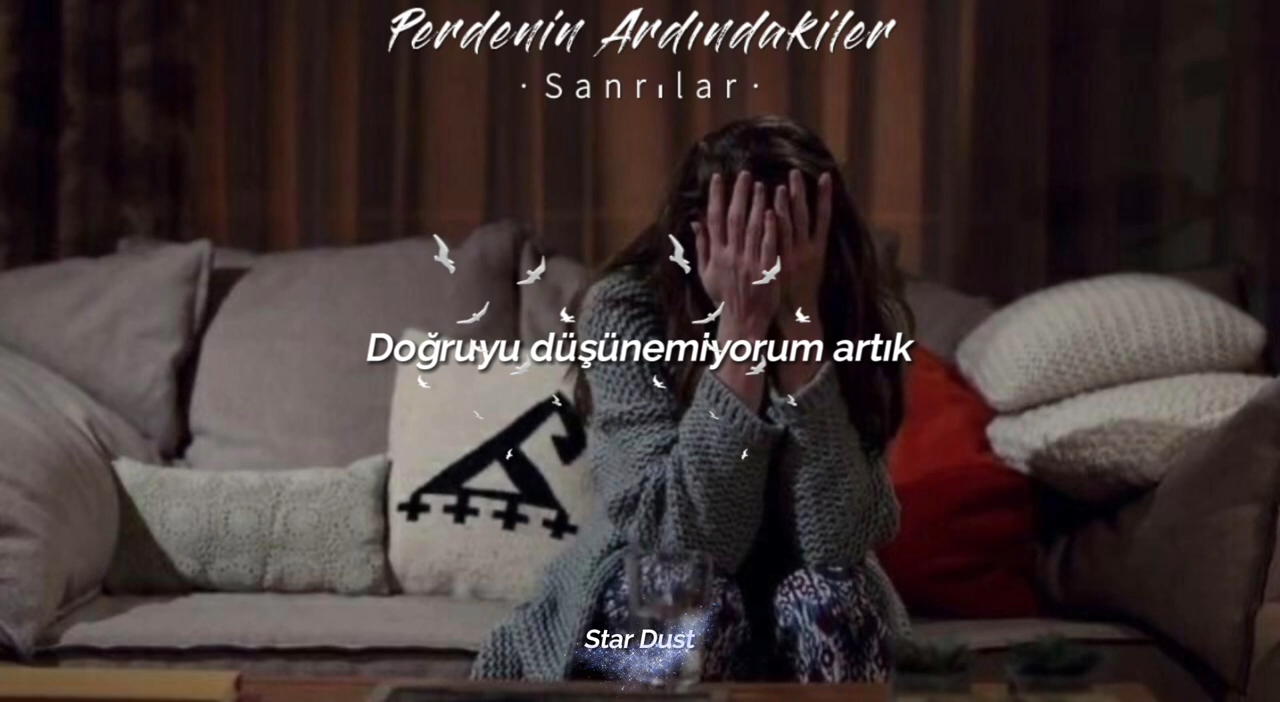 Perdenin Ardındakiler
·Sanrılar·
Doğruyu düşünemiyorum artık
Star Dust